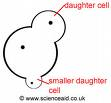 daughter cell
smaller daughter
cell
© www.scienceaid.co.uk